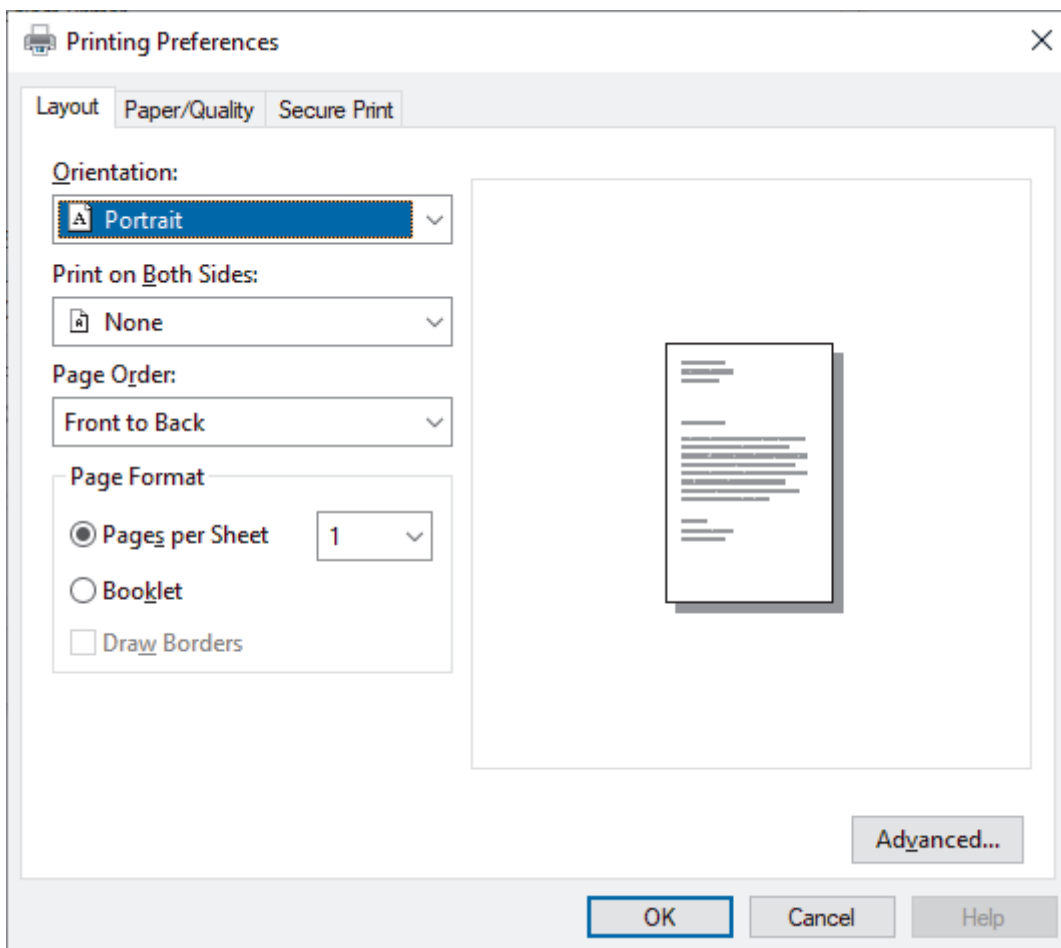 Printing Preferences
Layout Paper/Quality Secure Print
Orientation:
Portrait
Print on Both Sides:
None
Page Order:
Front to Back
Page Format
Pages per Sheet 1
Booklet
Draw Borders
Advanced...
OK Cancel Help